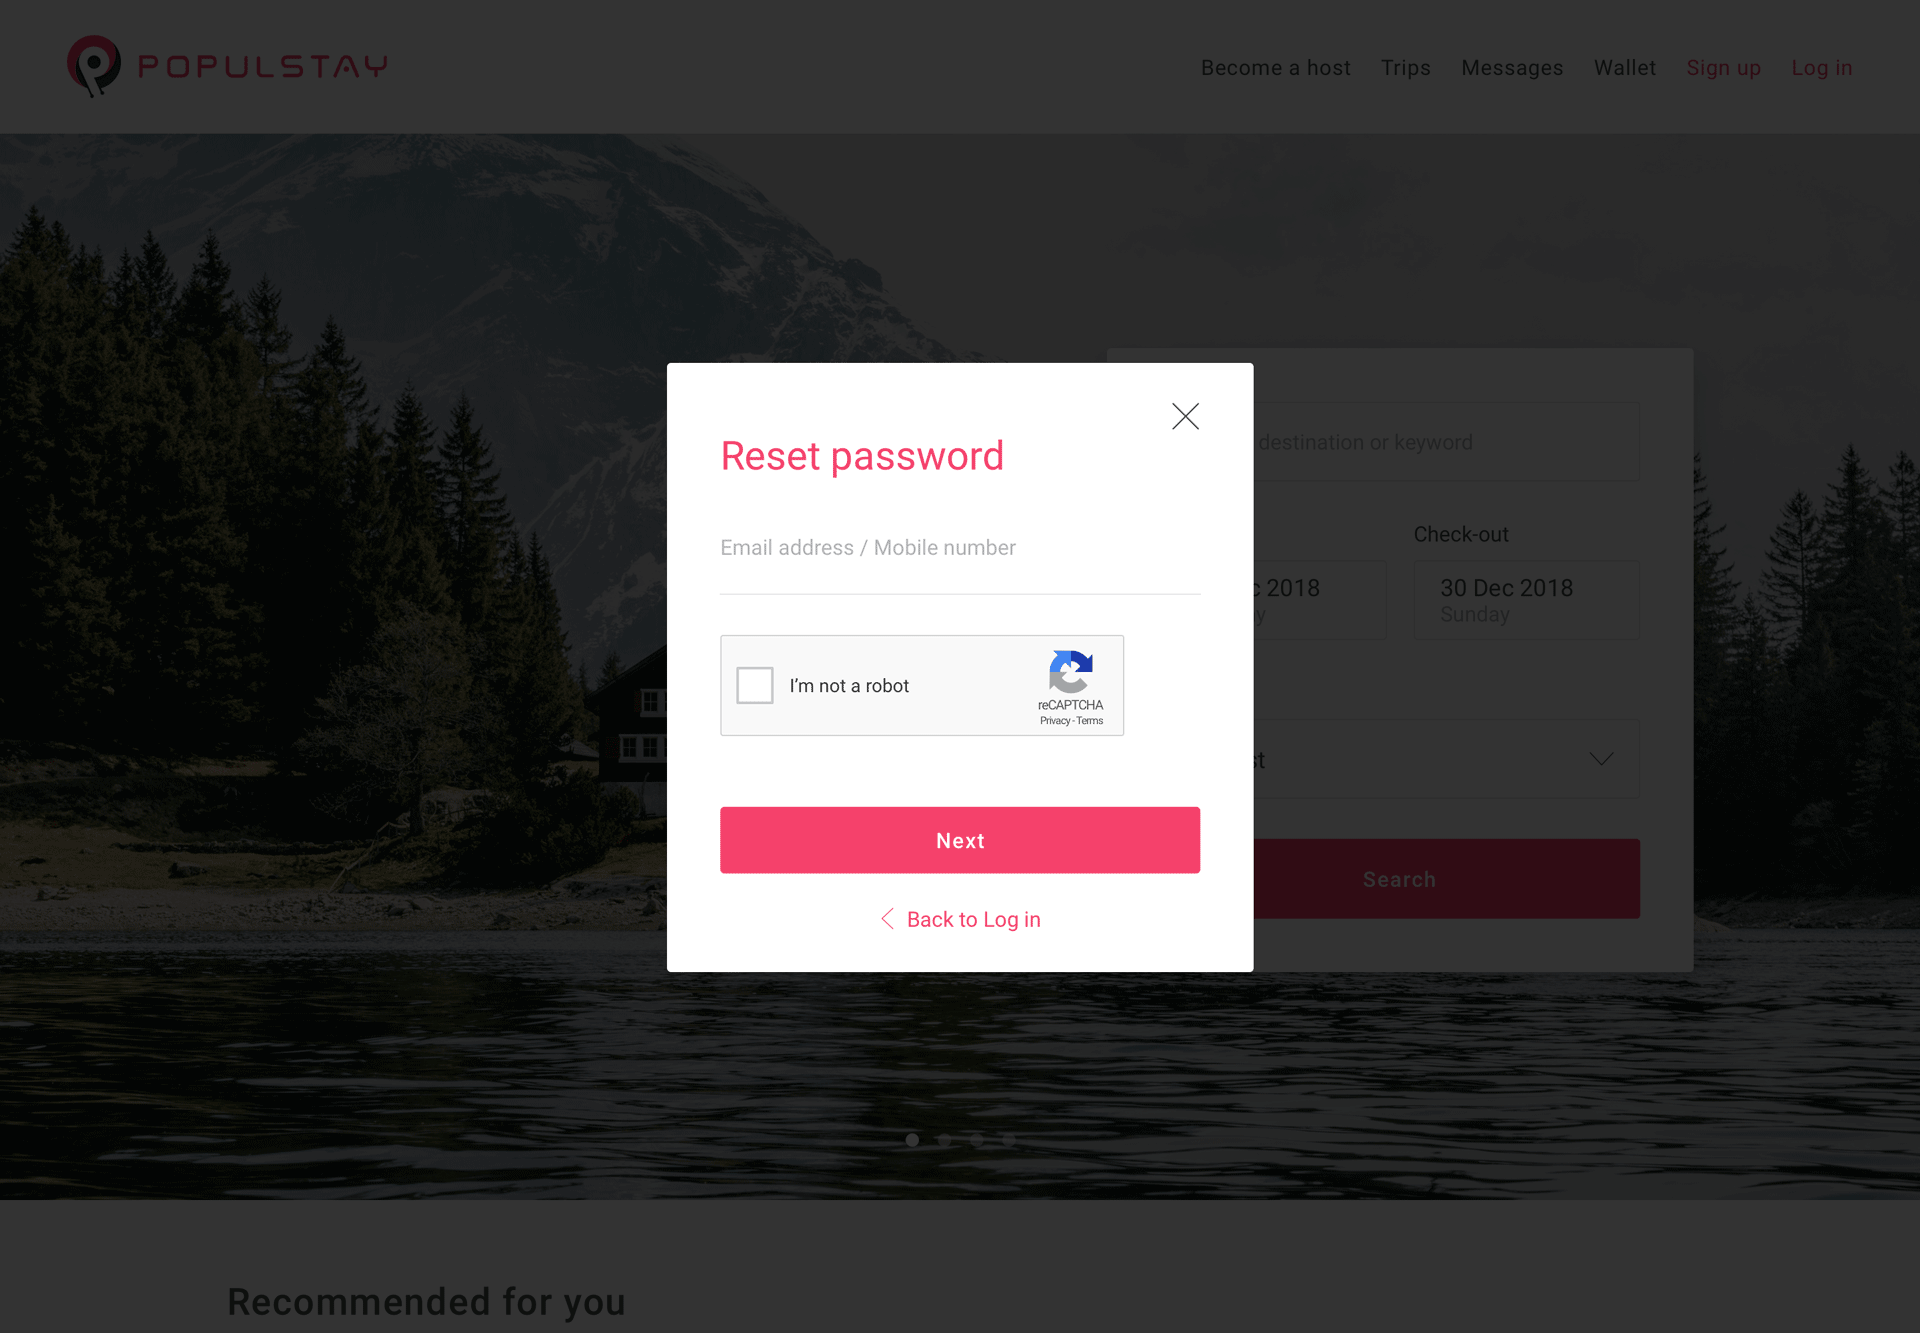 POPULSTAY
Become a host Trips Messages Wallet Sign up Log in
destination or keyword
Reset password
Email address / Mobile number
Check-out
2018
30 Dec 2018
Sunday
I'm not a robot
reCAPTCHA
Privacy - Terms
Next
Search
Back to Log in
Recommended for you